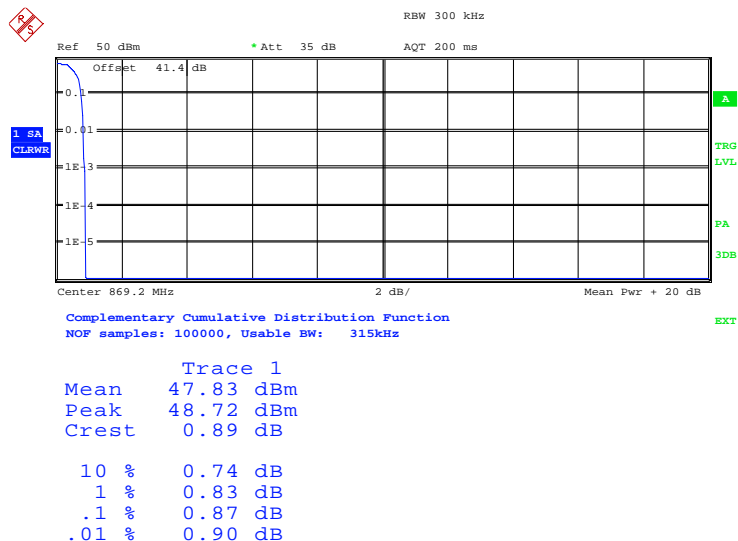 R&S
RBW 300 kHz
Ref 50 dBm * Att 35 dB AQT 200 ms
Offset 41.4 dB
A
0.1
0.01
1 SA
CLRWR
TRG
LVL
1E-3
1E-4
PA
1E-5
3DB
Center 869.2 MHz 2 dB/ Mean Pwr + 20 dB
Complementary Cumulative Distribution Function
EXT
NOF samples: 100000, Usable BW: 315kHz
Trace 1
Mean 47.83 dBm
Peak 48.72 dBm
Crest 0.89 dB
10 % 0.74 dB
1 % 0.83 dB
.1 % 0.87 dB
.01 % 0.90 dB